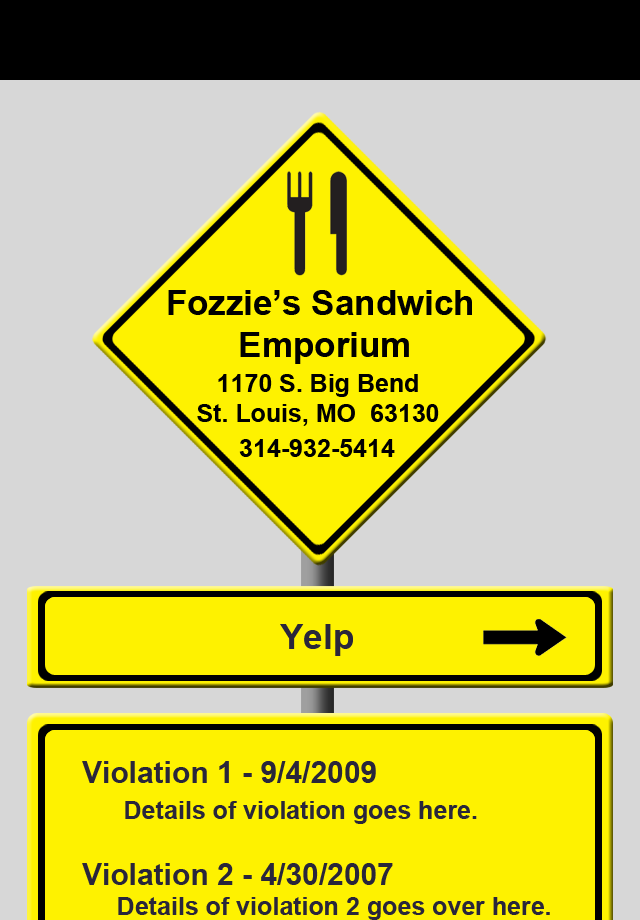 Fozzie’s Sandwich
Emporium
1170 S. Big Bend
St. Louis, MO  63130
314-932-5414
Yelp
Violation 1 - 9/4/2009
Details of violation goes here.
Violation 2 - 4/30/2007
Details of violation 2 goes over here.